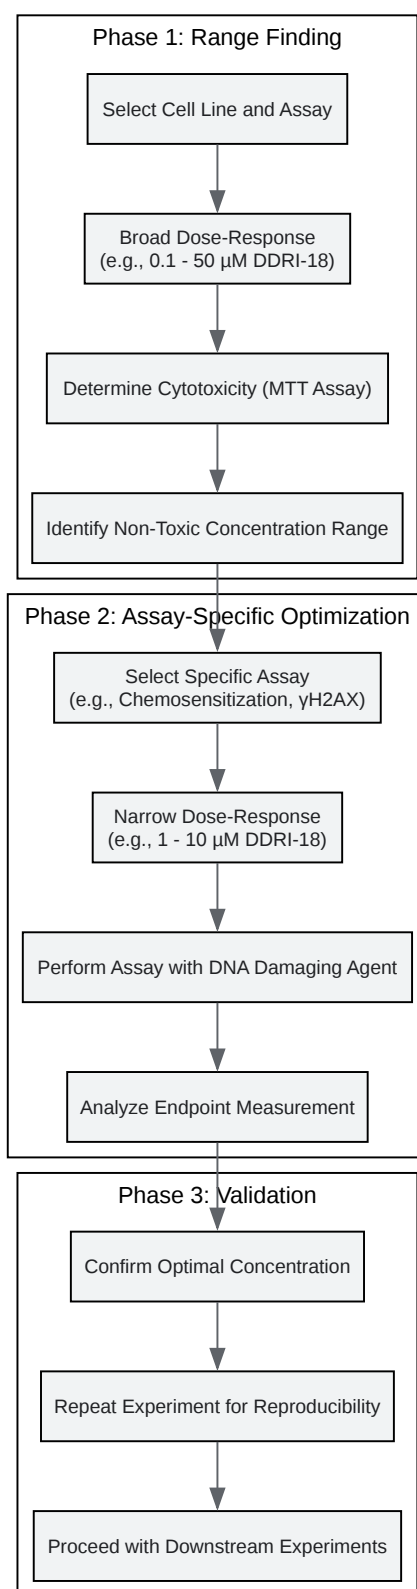 Phase 1: Range Finding
Select Cell Line and Assay
Broad Dose-Response
(e.g., 0.1 - 50 µM DDRI-18)
Determine Cytotoxicity (MTT Assay)
Identify Non-Toxic Concentration Range
Phase 2: Assay-Specific Optimization
Select Specific Assay
(e.g., Chemosensitization, γH2AX)
Narrow Dose-Response
(e.g., 1 - 10 µM DDRI-18)
Perform Assay with DNA Damaging Agent
Analyze Endpoint Measurement
Phase 3: Validation
Confirm Optimal Concentration
Repeat Experiment for Reproducibility
Proceed with Downstream Experiments